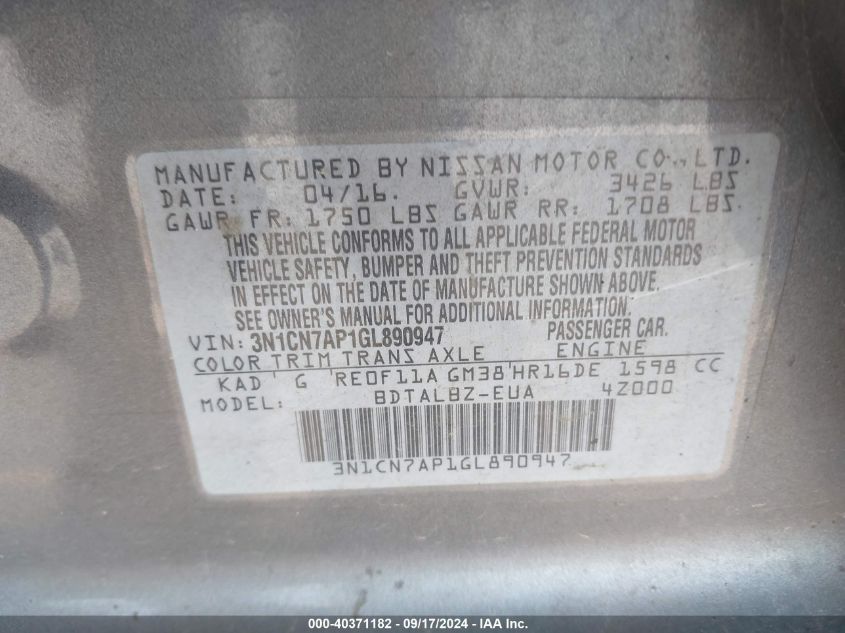 MANUFACTURED BY NISSAN MOTOR CO., LTD.
DATE: 04/16. GVWR: 3426 LBS
GAWR FR: 1750 LBS GAWR RR: 1708 LBS.
THIS VEHICLE CONFORMS TO ALL APPLICABLE FEDERAL MOTOR
VEHICLE SAFETY, BUMPER AND THEFT PREVENTION STANDARDS
IN EFFECT ON THE DATE OF MANUFACTURE SHOWN ABOVE.
SEE OWNER'S MANUAL FOR ADDITIONAL INFORMATION.
VIN: 3N1CN7AP1GL890947 PASSENGER CAR.
COLOR TRIM TRANS AXLE ENGINE
KAD G RE0F11A GM38 HR16DE 1598 CC
MODEL: BDTALBZ-EUA 4Z000
3N1CN7AP1GL890947
000-40371182 - 09/17/2024 - IAA Inc.